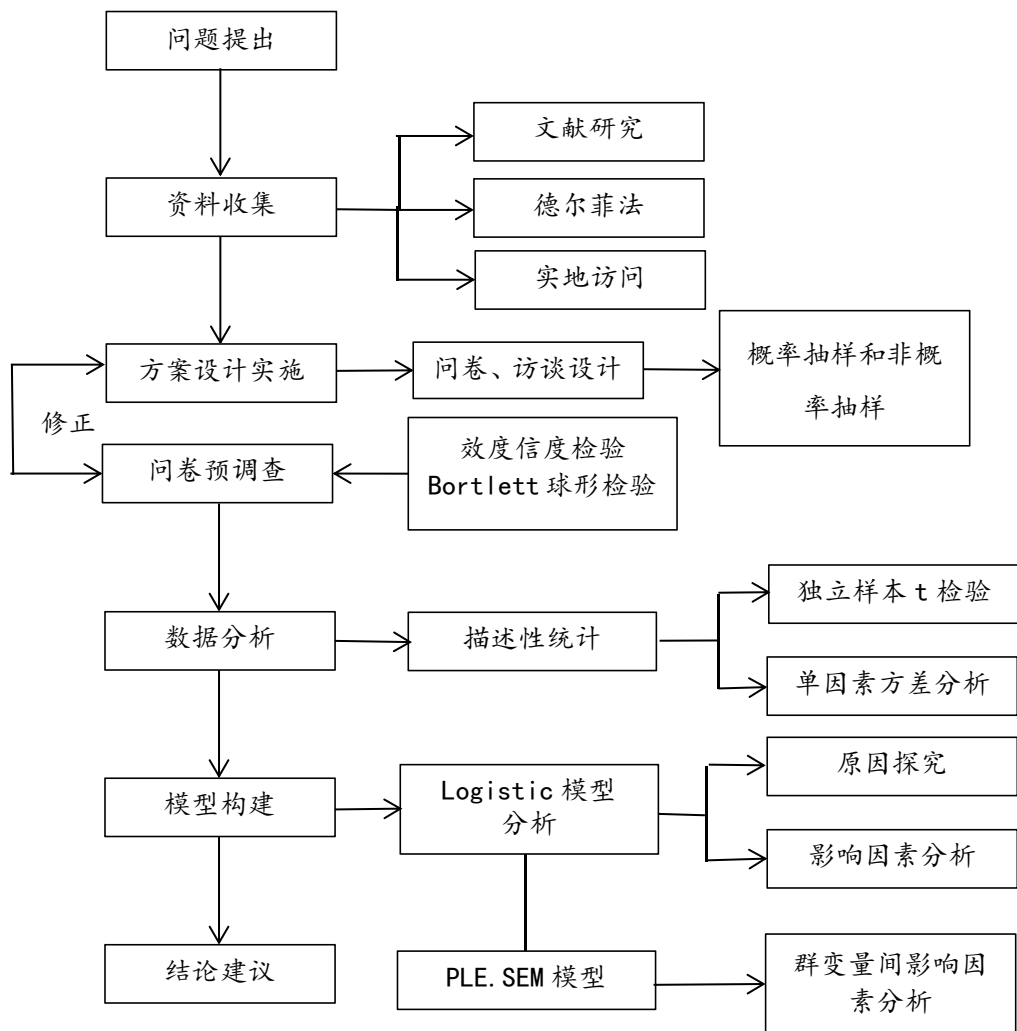 问题提出
文献研究
资料收集
德尔菲法
实地访问
方案设计实施
问卷、访谈设计
概率抽样和非概
率抽样
修正
问卷预调查
效度信度检验
Bortlett 球形检验
独立样本 t 检验
数据分析
描述性统计
单因素方差分析
原因探究
模型构建
Logistic 模型
分析
影响因素分析
结论建议
PLE.SEM 模型
群变量间影响因
素分析